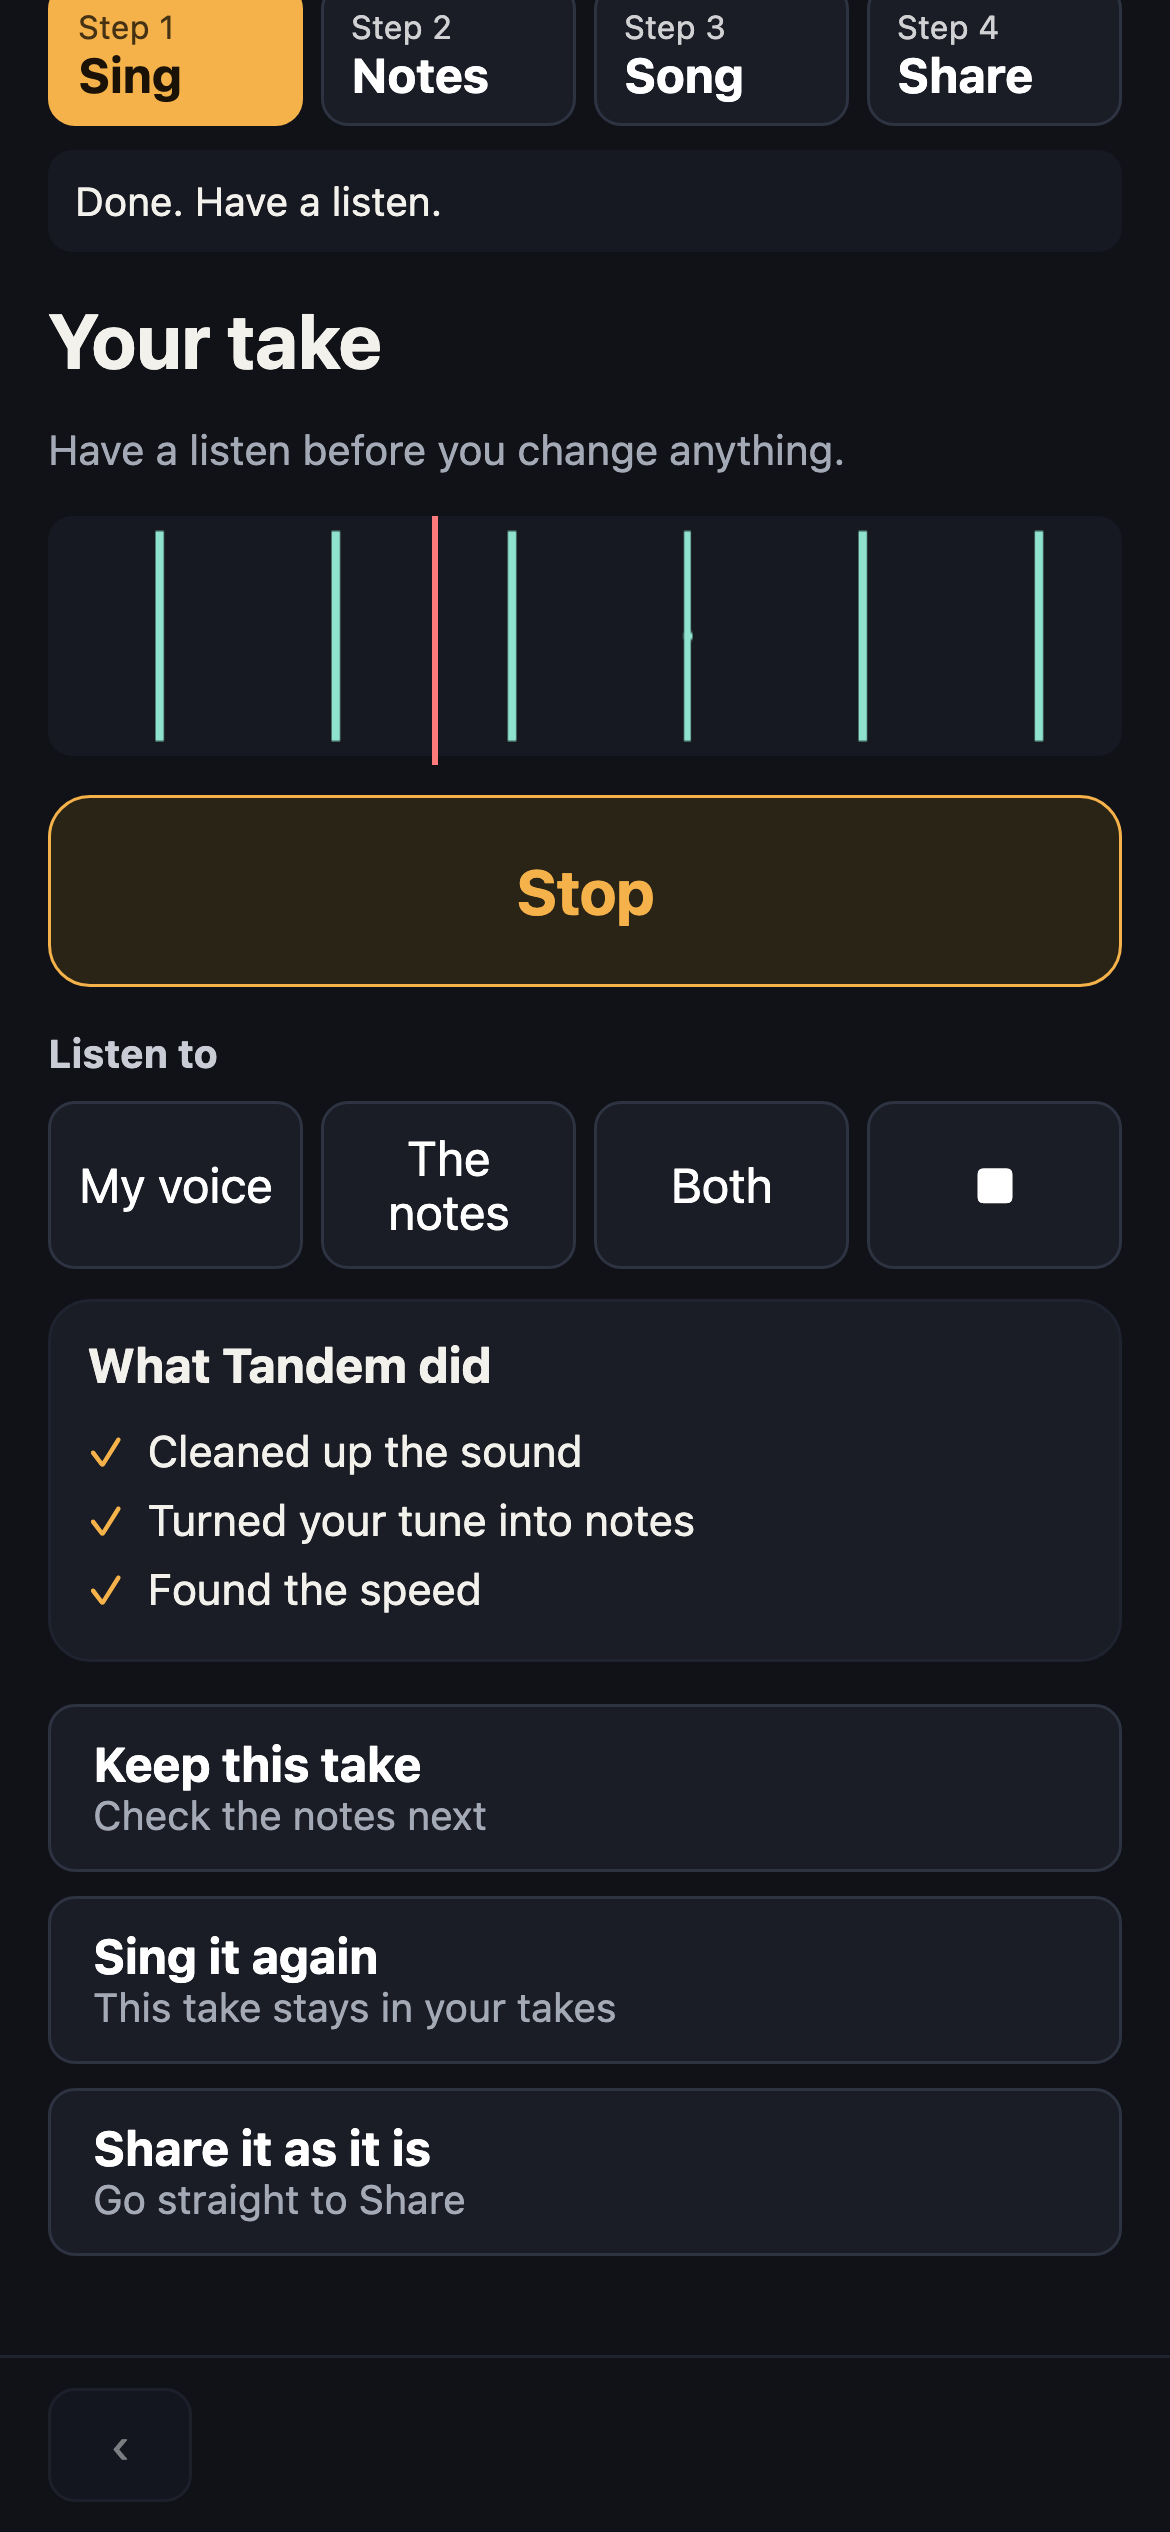 Step 1
Sing
Step 2
Notes
Step 3
Song
Step 4
Share
Done. Have a listen.
Your take
Have a listen before you change anything.
Stop
Listen to
My voice
The
notes
Both
What Tandem did
✓ Cleaned up the sound
✓ Turned your tune into notes
✓ Found the speed
Keep this take
Check the notes next
Sing it again
This take stays in your takes
Share it as it is
Go straight to Share
‹